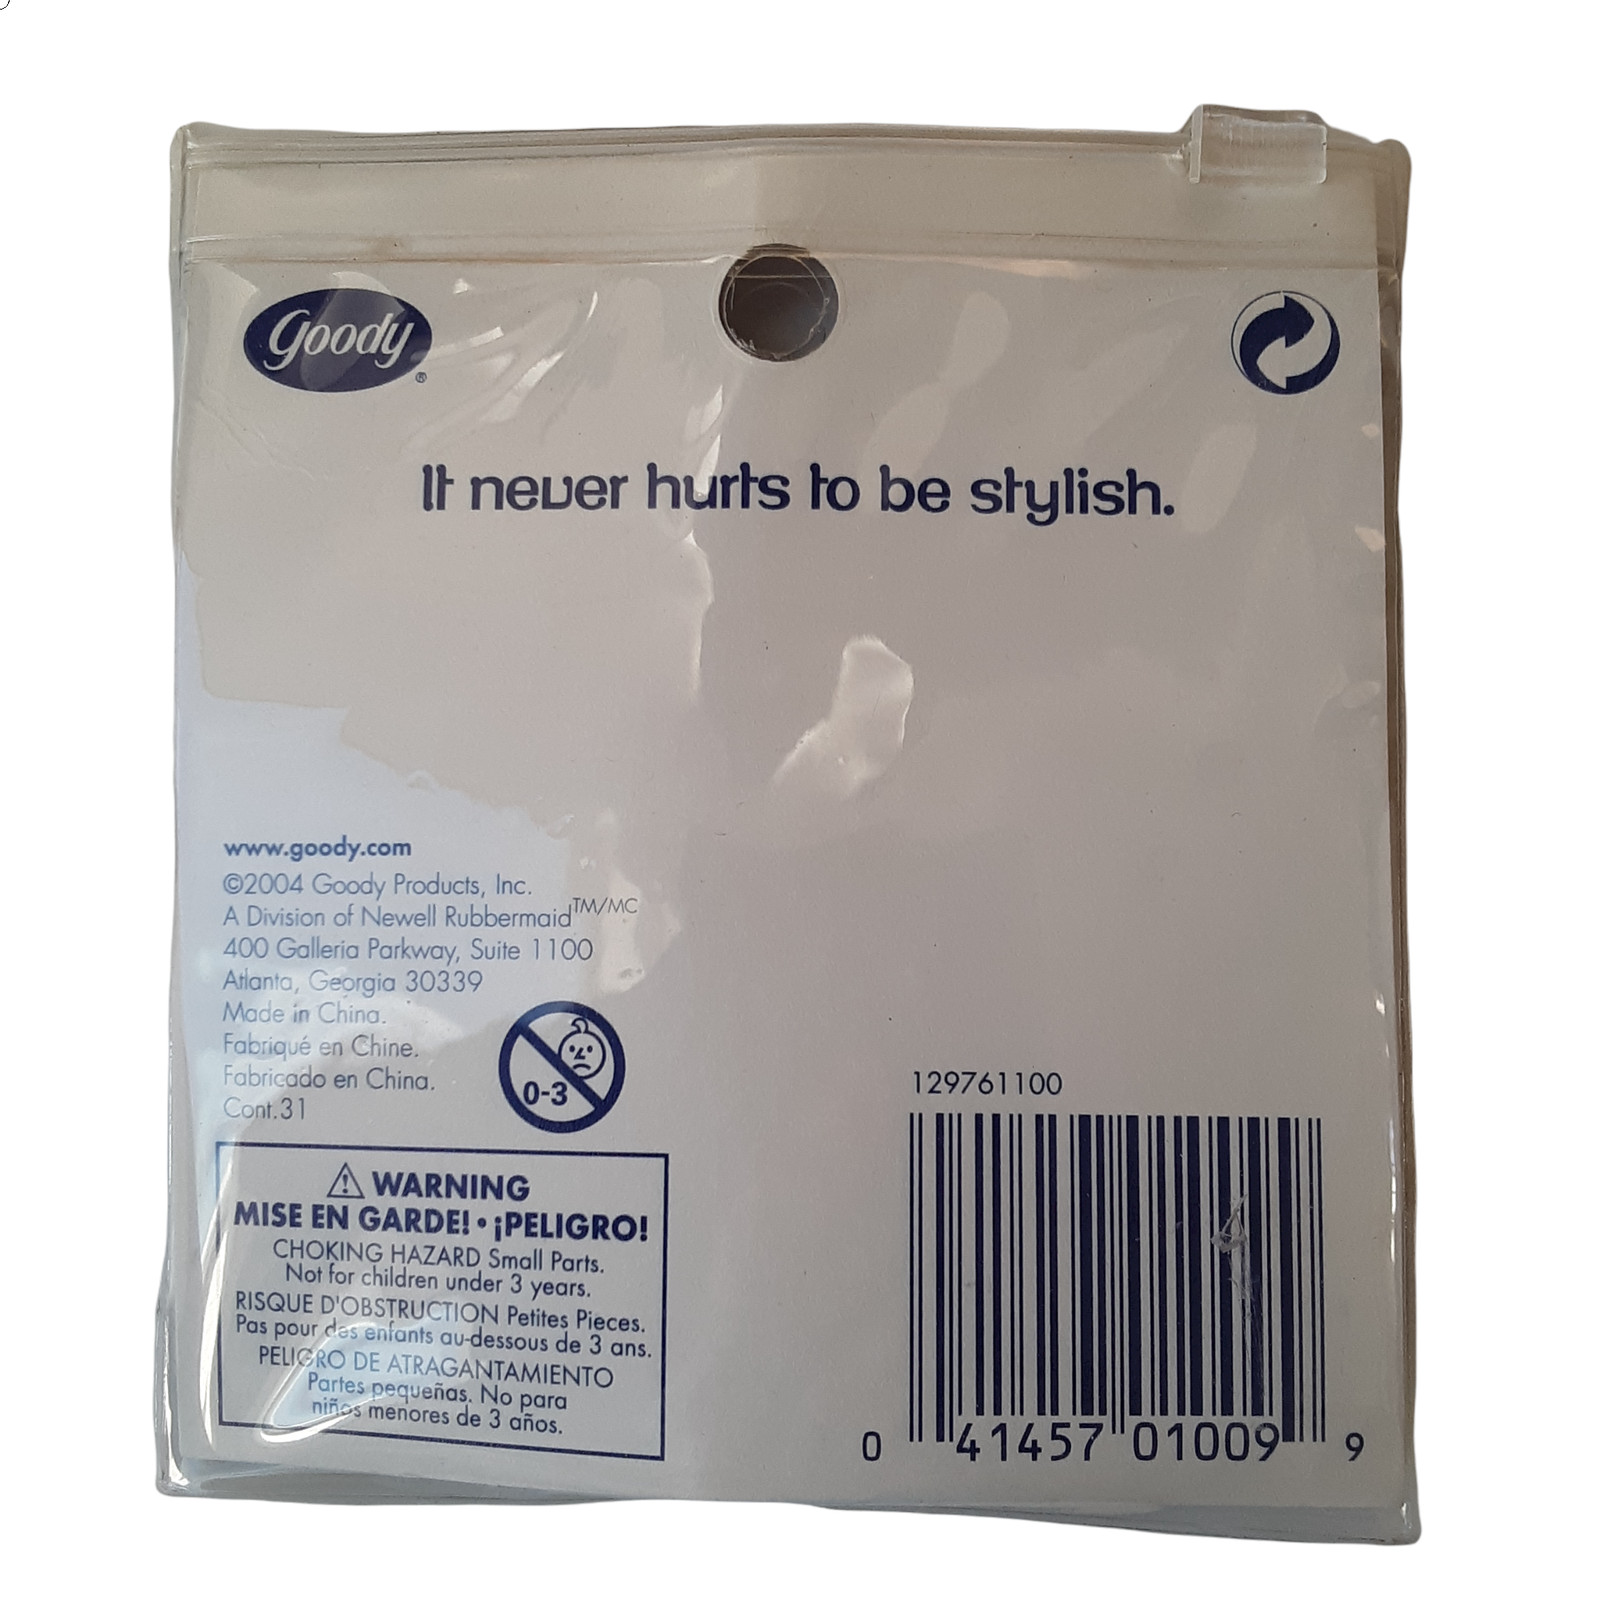 Goody®
It never hurts to be stylish.
www.goody.com
©2004 Goody Products, Inc.
A Division of Newell Rubbermaid™/MC
400 Galleria Parkway, Suite 1100
Atlanta, Georgia 30339
Made in China.
Fabriqué en Chine.
Fabricado en China.
Cont.31
0-3
⚠ WARNING
MISE EN GARDE! • ¡PELIGRO!
CHOKING HAZARD Small Parts.
Not for children under 3 years.
RISQUE D'OBSTRUCTION Petites Pieces.
Pas pour des enfants au-dessous de 3 ans.
PELIGRO DE ATRAGANTAMIENTO
Partes pequeñas. No para
niños menores de 3 años.
129761100
0 41457 01009 9